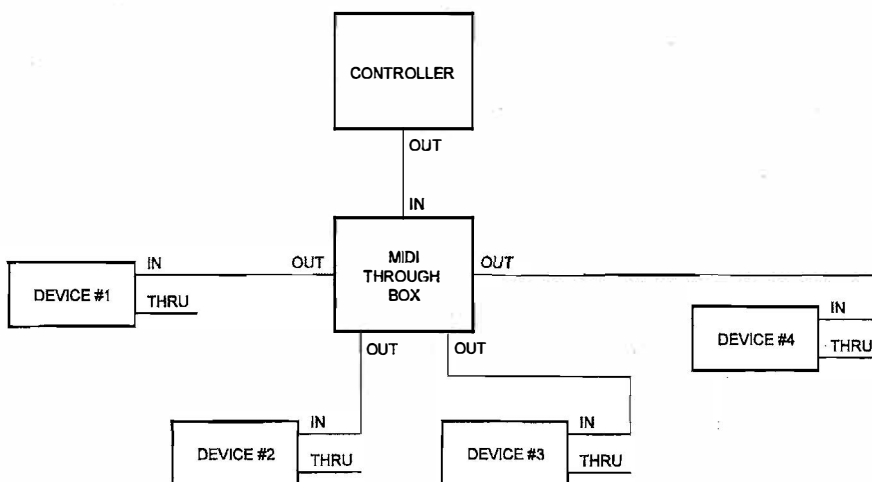 CONTROLLER
OUT
IN
MIDI
THROUGH
BOX
OUT
OUT
OUT
OUT
IN
DEVICE #1
THRU
IN
DEVICE #4
THRU
IN
DEVICE #2
THRU
IN
DEVICE #3
THRU